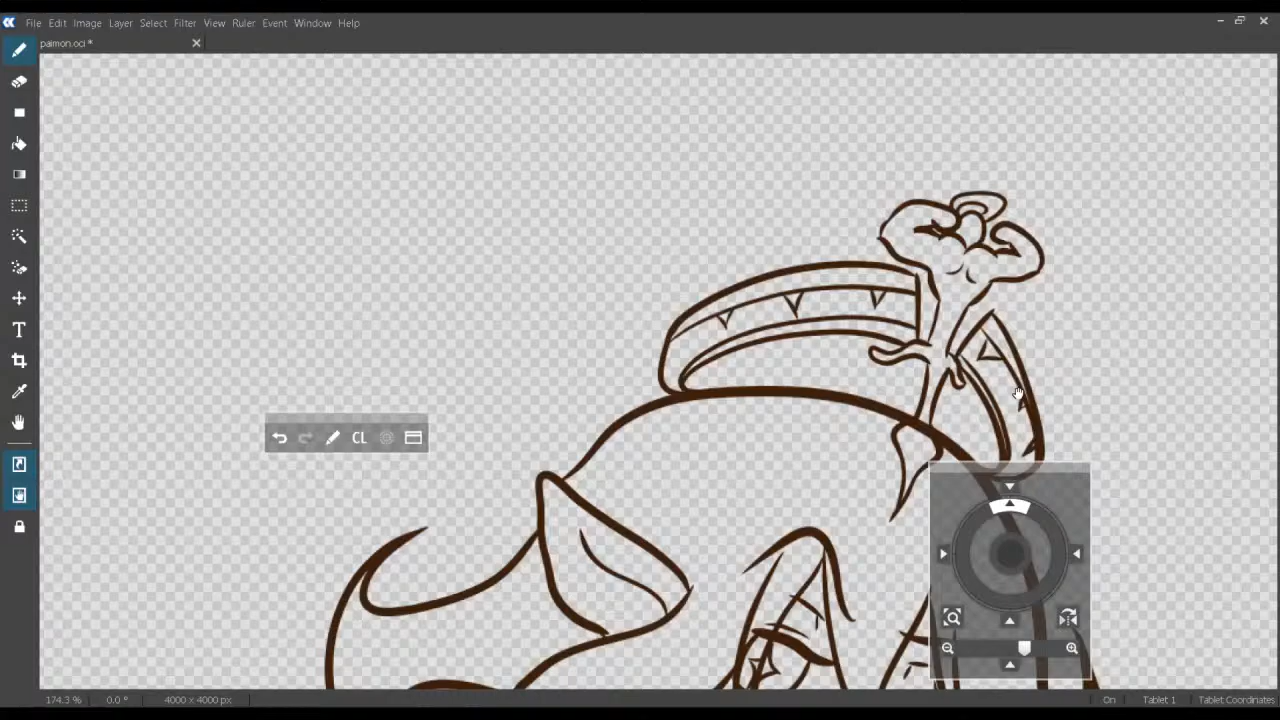 File Edit Image Layer Select Filter View Ruler Event Window Help
paimon.oci *
CL
174.3 % 0.0 ° 4000 x 4000 px On Tablet 1 Tablet Coordinates